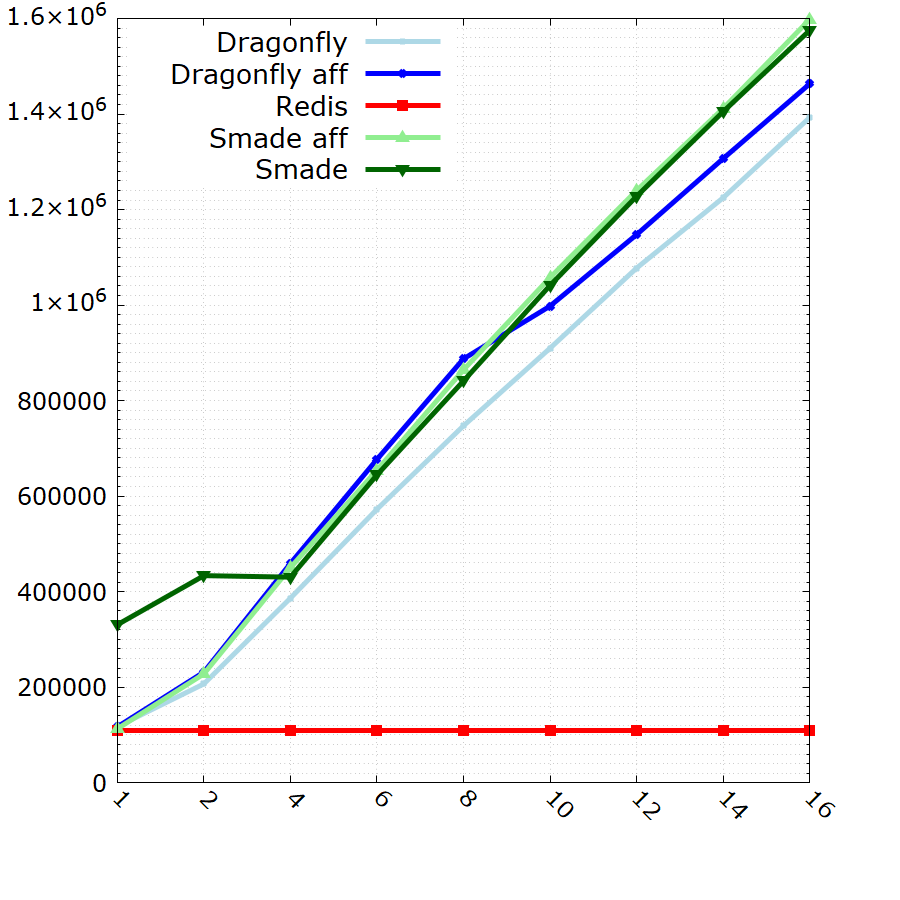 1.6×10⁶
Dragonfly
Dragonfly aff
Redis
1.4×10⁶
Smade aff
Smade
1.2×10⁶
1×10⁶
800000
600000
400000
200000
0
1 2 4 6 8 10 12 14 16